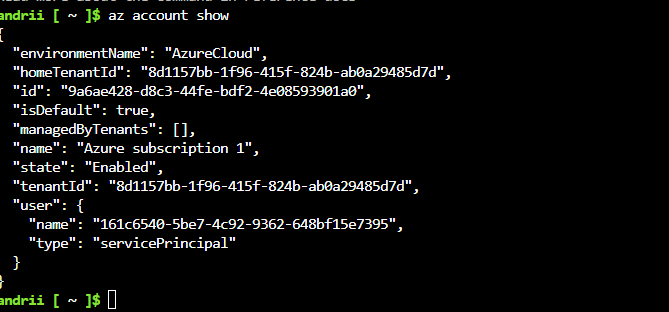 andrii [ ~ ]$ az account show
{
  "environmentName": "AzureCloud",
  "homeTenantId": "8d1157bb-1f96-415f-824b-ab0a29485d7d",
  "id": "9a6ae428-d8c3-44fe-bdf2-4e08593901a0",
  "isDefault": true,
  "managedByTenants": [],
  "name": "Azure subscription 1",
  "state": "Enabled",
  "tenantId": "8d1157bb-1f96-415f-824b-ab0a29485d7d",
  "user": {
    "name": "161c6540-5be7-4c92-9362-648bf15e7395",
    "type": "servicePrincipal"
  }
}
andrii [ ~ ]$